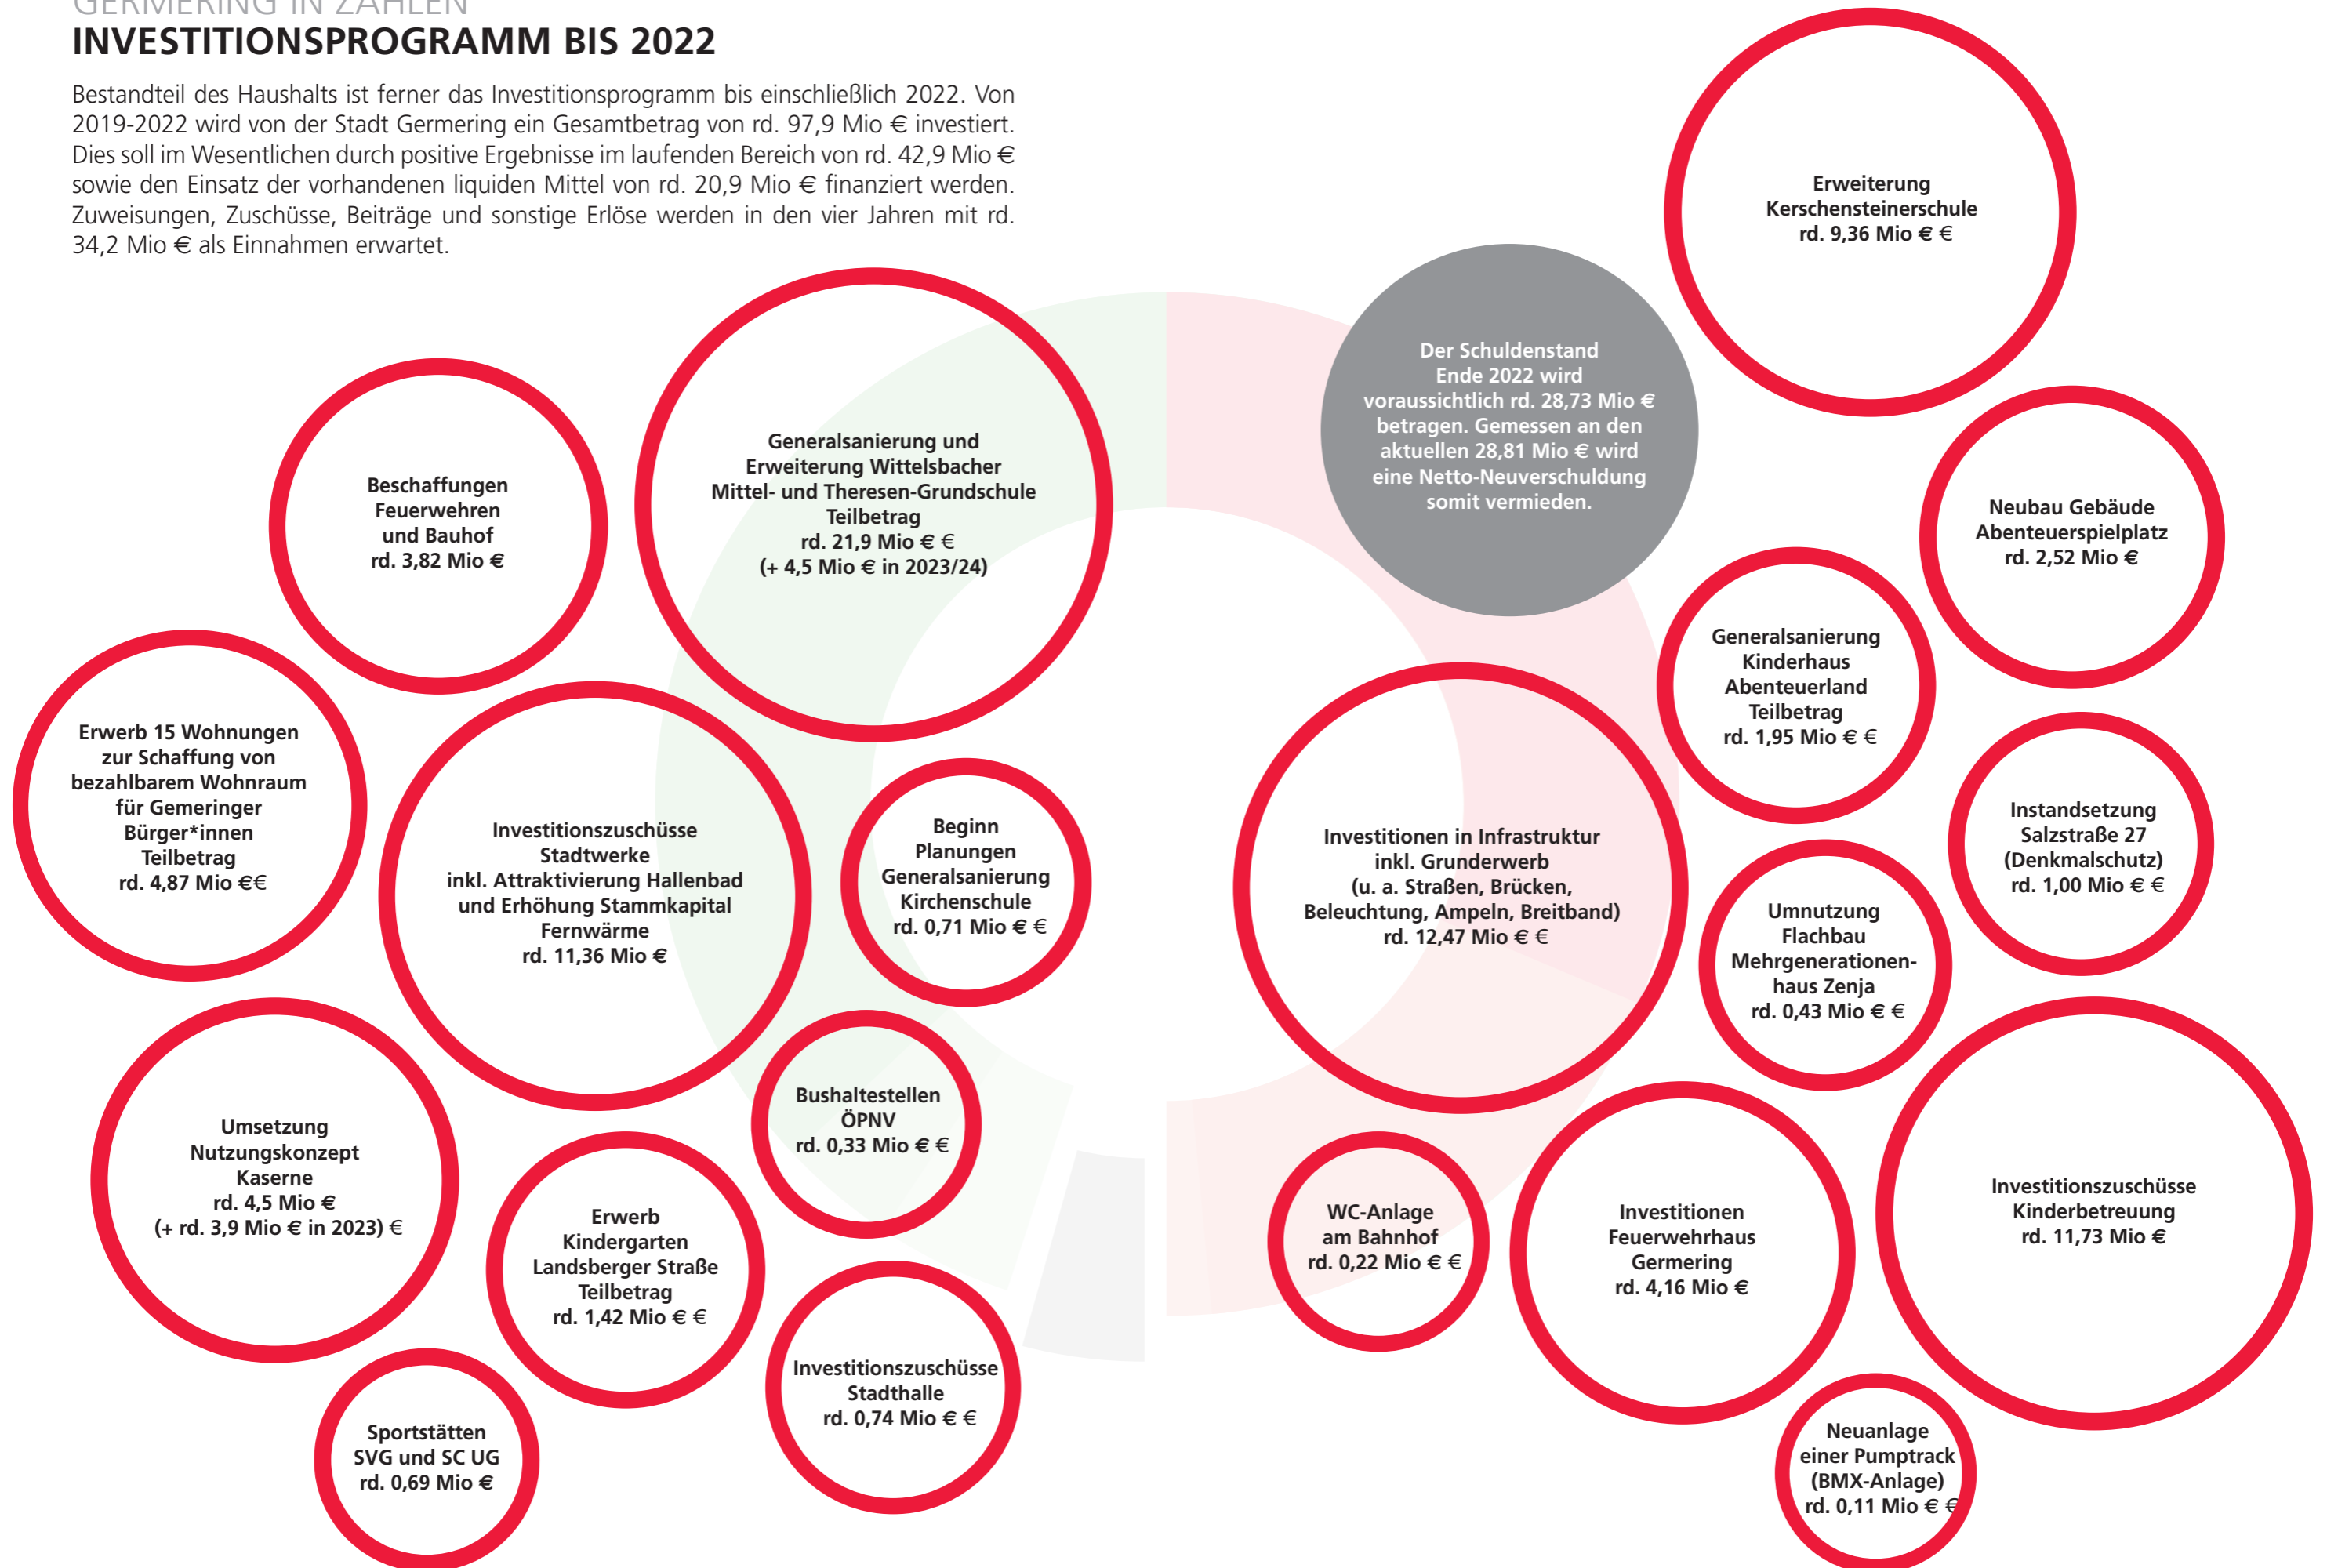 GERMERING IN ZAHLEN
INVESTITIONSPROGRAMM BIS 2022
Bestandteil des Haushalts ist ferner das Investitionsprogramm bis einschließlich 2022. Von
2019-2022 wird von der Stadt Germering ein Gesamtbetrag von rd. 97,9 Mio € investiert.
Dies soll im Wesentlichen durch positive Ergebnisse im laufenden Bereich von rd. 42,9 Mio €
sowie den Einsatz der vorhandenen liquiden Mittel von rd. 20,9 Mio € finanziert werden.
Zuweisungen, Zuschüsse, Beiträge und sonstige Erlöse werden in den vier Jahren mit rd.
34,2 Mio € als Einnahmen erwartet.
Erweiterung
Kerschensteinerschule
rd. 9,36 Mio € €
Der Schuldenstand
Ende 2022 wird
voraussichtlich rd. 28,73 Mio €
betragen. Gemessen an den
aktuellen 28,81 Mio € wird
eine Netto-Neuverschuldung
somit vermieden.
Generalsanierung und
Erweiterung Wittelsbacher
Mittel- und Theresen-Grundschule
Teilbetrag
rd. 21,9 Mio € €
(+ 4,5 Mio € in 2023/24)
Beschaffungen
Feuerwehren
und Bauhof
rd. 3,82 Mio €
Neubau Gebäude
Abenteuerspielplatz
rd. 2,52 Mio €
Generalsanierung
Kinderhaus
Abenteuerland
Teilbetrag
rd. 1,95 Mio € €
Erwerb 15 Wohnungen
zur Schaffung von
bezahlbarem Wohnraum
für Gemeringer
Bürger*innen
Teilbetrag
rd. 4,87 Mio €€
Investitionszuschüsse
Stadtwerke
inkl. Attraktivierung Hallenbad
und Erhöhung Stammkapital
Fernwärme
rd. 11,36 Mio €
Beginn
Planungen
Generalsanierung
Kirchenschule
rd. 0,71 Mio € €
Investitionen in Infrastruktur
inkl. Grunderwerb
(u. a. Straßen, Brücken,
Beleuchtung, Ampeln, Breitband)
rd. 12,47 Mio € €
Instandsetzung
Salzstraße 27
(Denkmalschutz)
rd. 1,00 Mio € €
Umnutzung
Flachbau
Mehrgenerationen-
haus Zenja
rd. 0,43 Mio € €
Bushaltestellen
ÖPNV
rd. 0,33 Mio € €
Umsetzung
Nutzungskonzept
Kaserne
rd. 4,5 Mio €
(+ rd. 3,9 Mio € in 2023) €
Erwerb
Kindergarten
Landsberger Straße
Teilbetrag
rd. 1,42 Mio € €
WC-Anlage
am Bahnhof
rd. 0,22 Mio € €
Investitionen
Feuerwehrhaus
Germering
rd. 4,16 Mio €
Investitionszuschüsse
Kinderbetreuung
rd. 11,73 Mio €
Investitionszuschüsse
Stadthalle
rd. 0,74 Mio € €
Sportstätten
SVG und SC UG
rd. 0,69 Mio €
Neuanlage
einer Pumptrack
(BMX-Anlage)
rd. 0,11 Mio € €